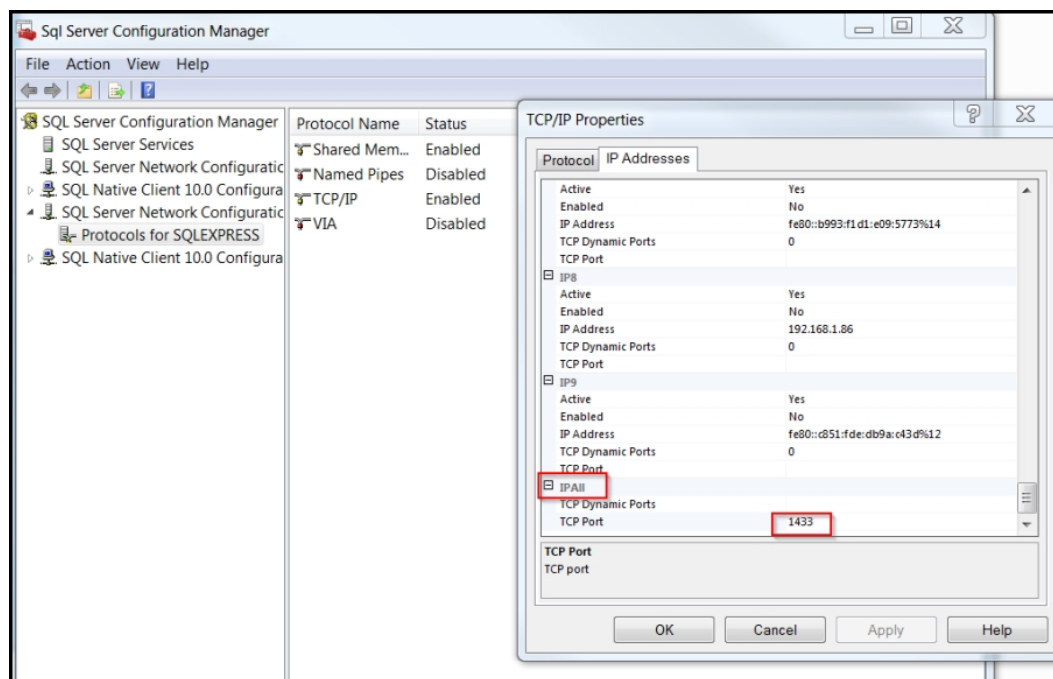 Sql Server Configuration Manager
File Action View Help
SQL Server Configuration Manager
SQL Server Services
SQL Server Network Configuratic
SQL Native Client 10.0 Configura
SQL Server Network Configuratic
Protocols for SQLEXPRESS
SQL Native Client 10.0 Configura
Protocol Name Status
Shared Mem... Enabled
Named Pipes Disabled
TCP/IP Enabled
VIA Disabled
TCP/IP Properties
Protocol IP Addresses
Active Yes
Enabled No
IP Address fe80::b993:f1d1:e09:5773%14
TCP Dynamic Ports 0
TCP Port
IP8
Active Yes
Enabled No
IP Address 192.168.1.86
TCP Dynamic Ports 0
TCP Port
IP9
Active Yes
Enabled No
IP Address fe80::c851:fde:db9a:c43d%12
TCP Dynamic Ports 0
TCP Port
IPAll
TCP Dynamic Ports
TCP Port 1433
TCP Port
TCP port
OK Cancel Apply Help